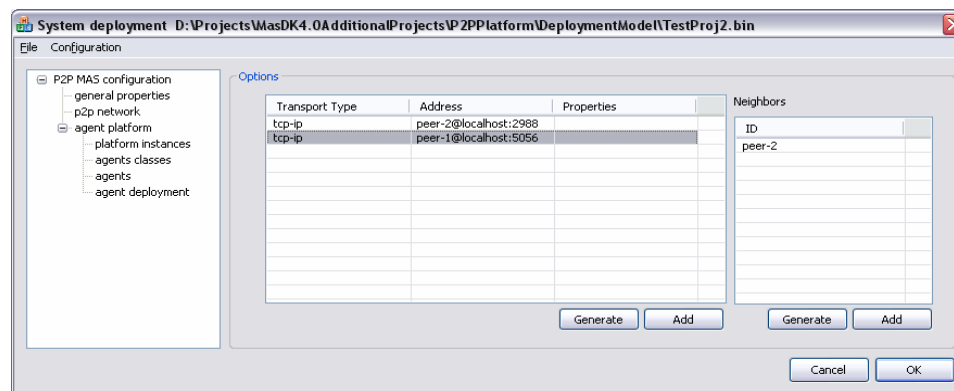 System deployment D:\Projects\MasDK4.0AdditionalProjects\P2PPlatform\DeploymentModel\TestProj2.bin
File Configuration
P2P MAS configuration
general properties
p2p network
agent platform
platform instances
agents classes
agents
agent deployment
Options
Transport Type Address Properties
tcp-ip peer-2@localhost:2988
tcp-ip peer-1@localhost:5056
Generate Add
Neighbors
ID
peer-2
Generate Add
Cancel OK